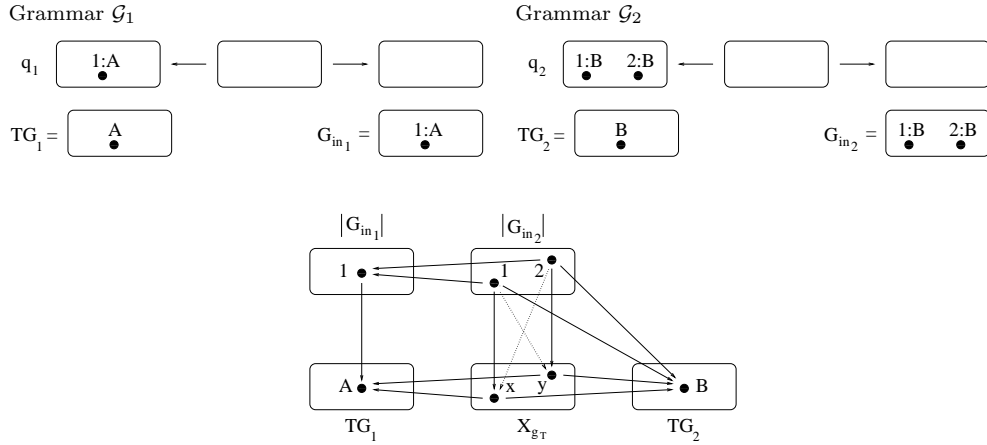 Grammar 𝒢₁ Grammar 𝒢₂
1:A 1:B 2:B
q₁ q₂
A 1:A B 1:B 2:B
TG₁ = G_in₁ = TG₂ = G_in₂ =
|G_in₁| |G_in₂|
1 1 2
A x y B
TG₁ X_g_T TG₂